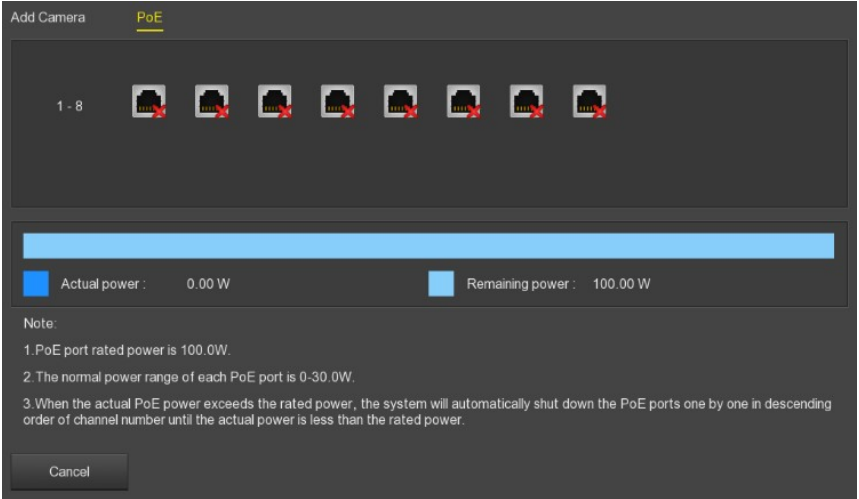 Add Camera PoE
1 - 8
Actual power : 0.00 W Remaining power : 100.00 W
Note:
1.PoE port rated power is 100.0W.
2.The normal power range of each PoE port is 0-30.0W.
3.When the actual PoE power exceeds the rated power, the system will automatically shut down the PoE ports one by one in descending
order of channel number until the actual power is less than the rated power.
Cancel